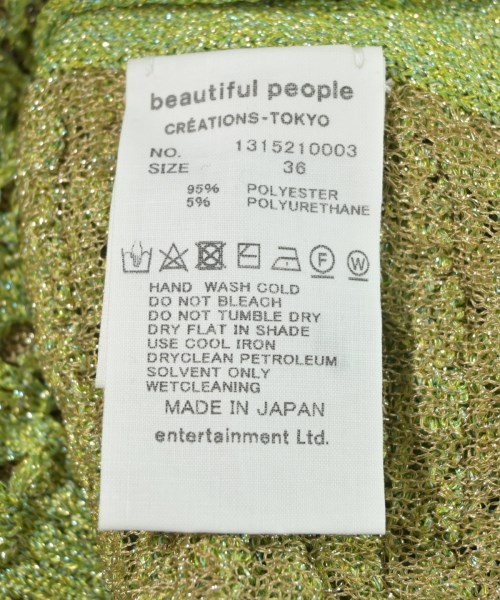 beautiful people
CRÉATIONS-TOKYO
NO. 1315210003
SIZE 36
95% POLYESTER
5% POLYURETHANE
F W
HAND WASH COLD
DO NOT BLEACH
DO NOT TUMBLE DRY
DRY FLAT IN SHADE
USE COOL IRON
DRYCLEAN PETROLEUM
SOLVENT ONLY
WETCLEANING
MADE IN JAPAN
entertainment Ltd.